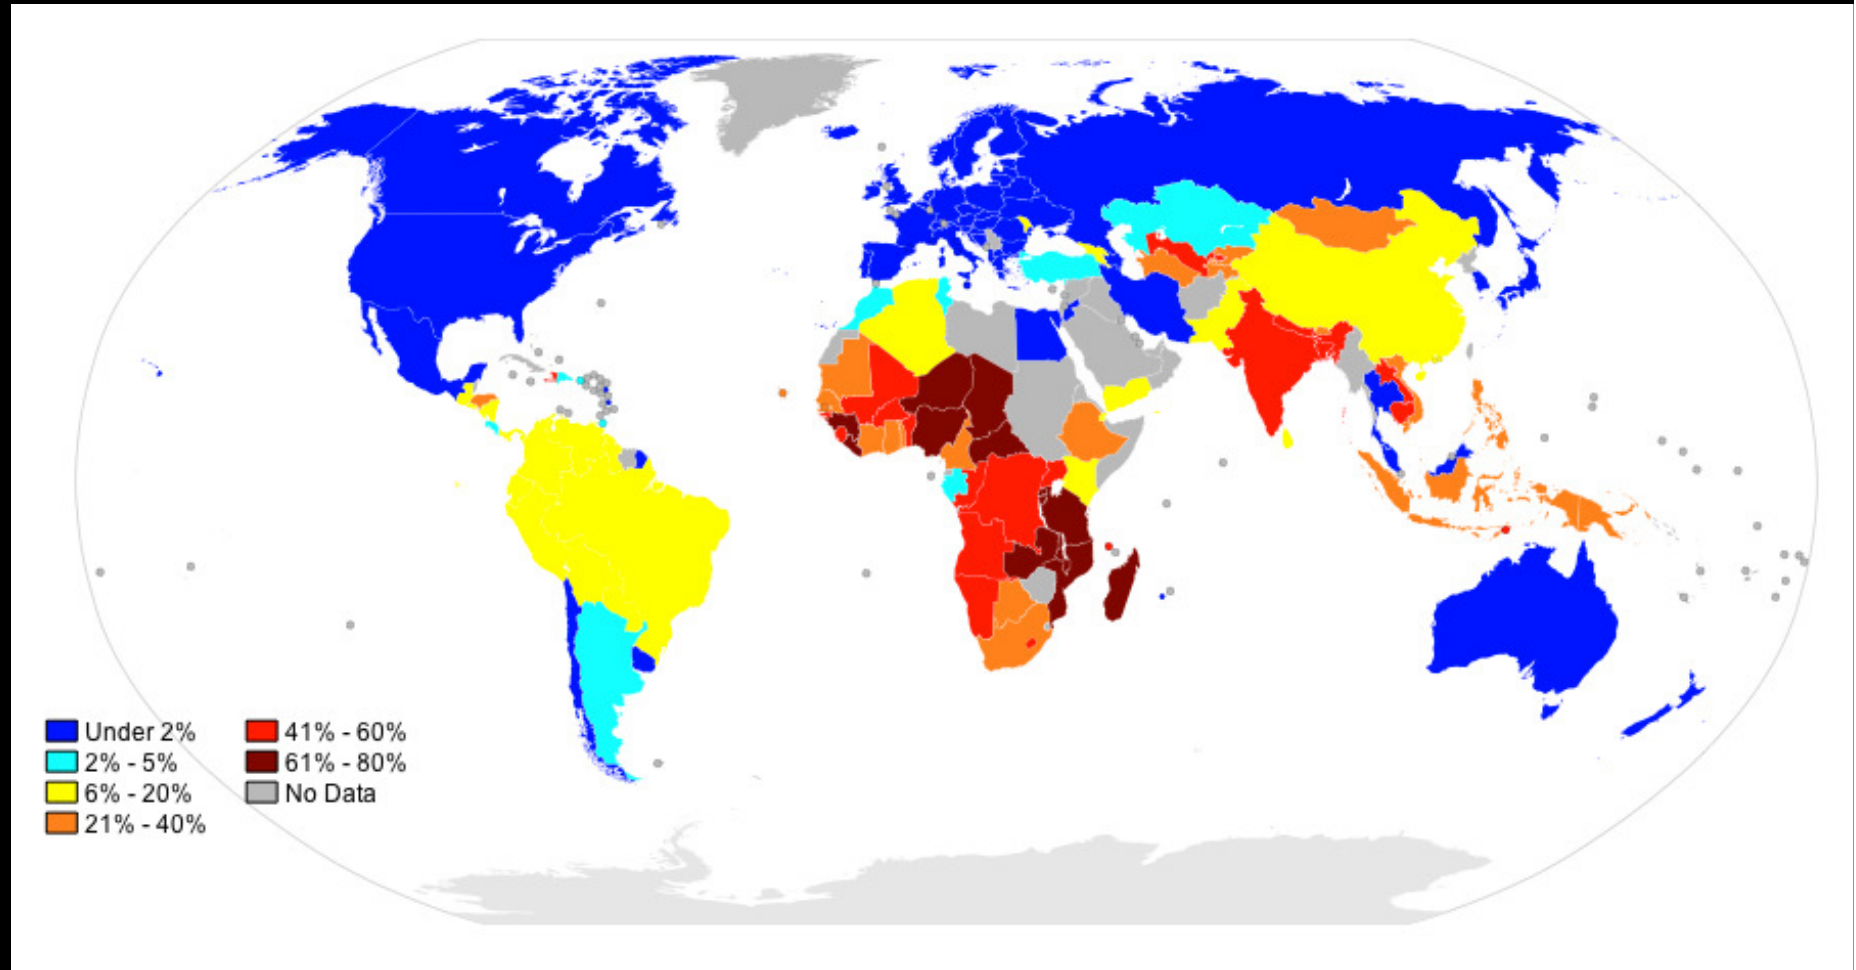 Under 2%
2% - 5%
6% - 20%
21% - 40%
41% - 60%
61% - 80%
No Data